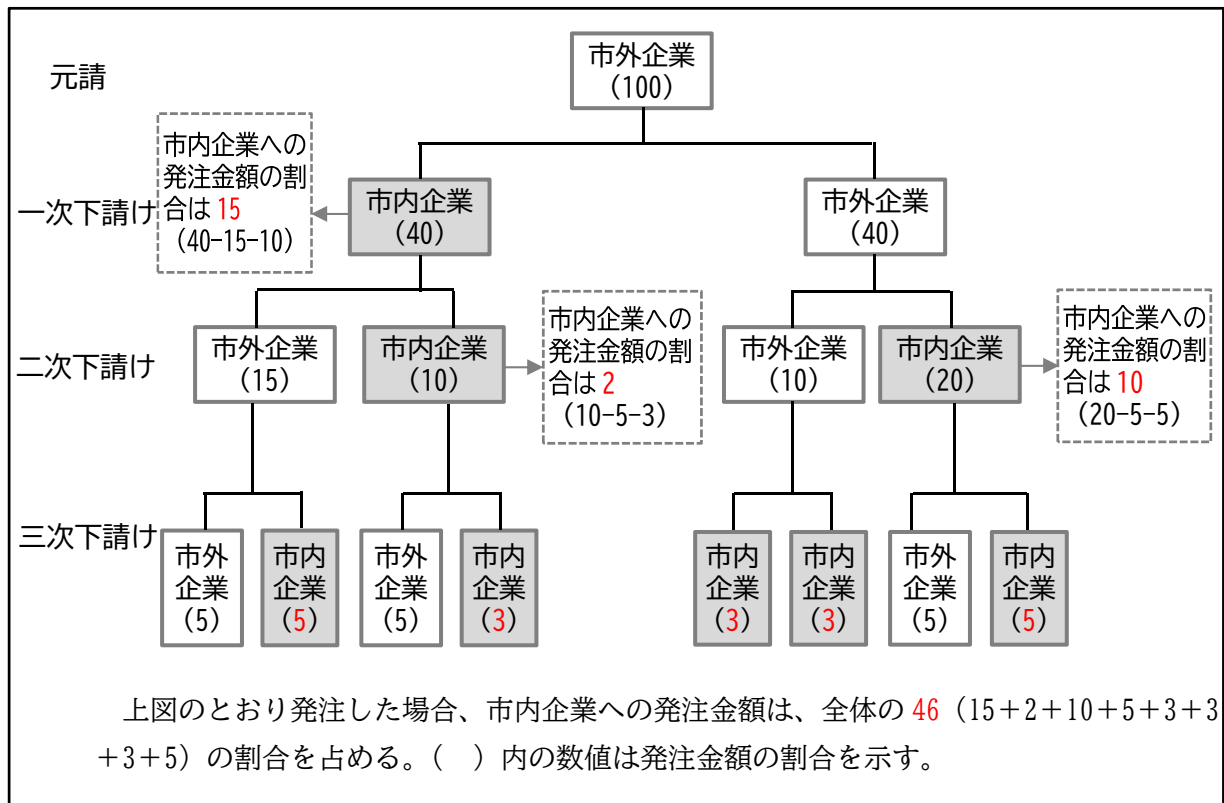 元請
市外企業
(100)
市内企業への
発注金額の割
合は 15
(40-15-10)
一次下請け
市内企業
(40)
市外企業
(40)
二次下請け
市外企業
(15)
市内企業
(10)
市内企業への
発注金額の割
合は 2
(10-5-3)
市外企業
(10)
市内企業
(20)
市内企業への
発注金額の割
合は 10
(20-5-5)
三次下請け
市外
企業
(5)
市内
企業
(5)
市外
企業
(5)
市内
企業
(3)
市内
企業
(3)
市内
企業
(3)
市外
企業
(5)
市内
企業
(5)
上図のとおり発注した場合、市内企業への発注金額は、全体の 46(15+2+10+5+3+3
+3+5)の割合を占める。( )内の数値は発注金額の割合を示す。